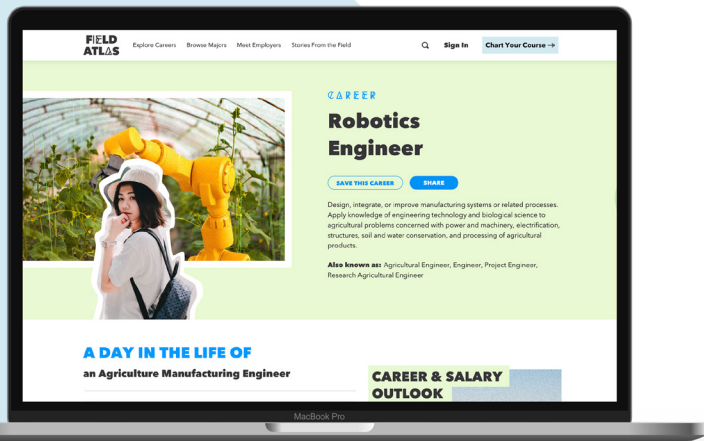 FIELD
ATLAS
Explore Careers Browse Majors Meet Employers Stories From the Field
Sign In
Chart Your Course →
CAREER
Robotics
Engineer
SAVE THIS CAREER
SHARE
Design, integrate, or improve manufacturing systems or related processes.
Apply knowledge of engineering technology and biological science to
agricultural problems concerned with power and machinery, electrification,
structures, soil and water conservation, and processing of agricultural
products.
Also known as: Agricultural Engineer, Engineer, Project Engineer,
Research Agricultural Engineer
A DAY IN THE LIFE OF
an Agriculture Manufacturing Engineer
CAREER & SALARY
OUTLOOK
MacBook Pro